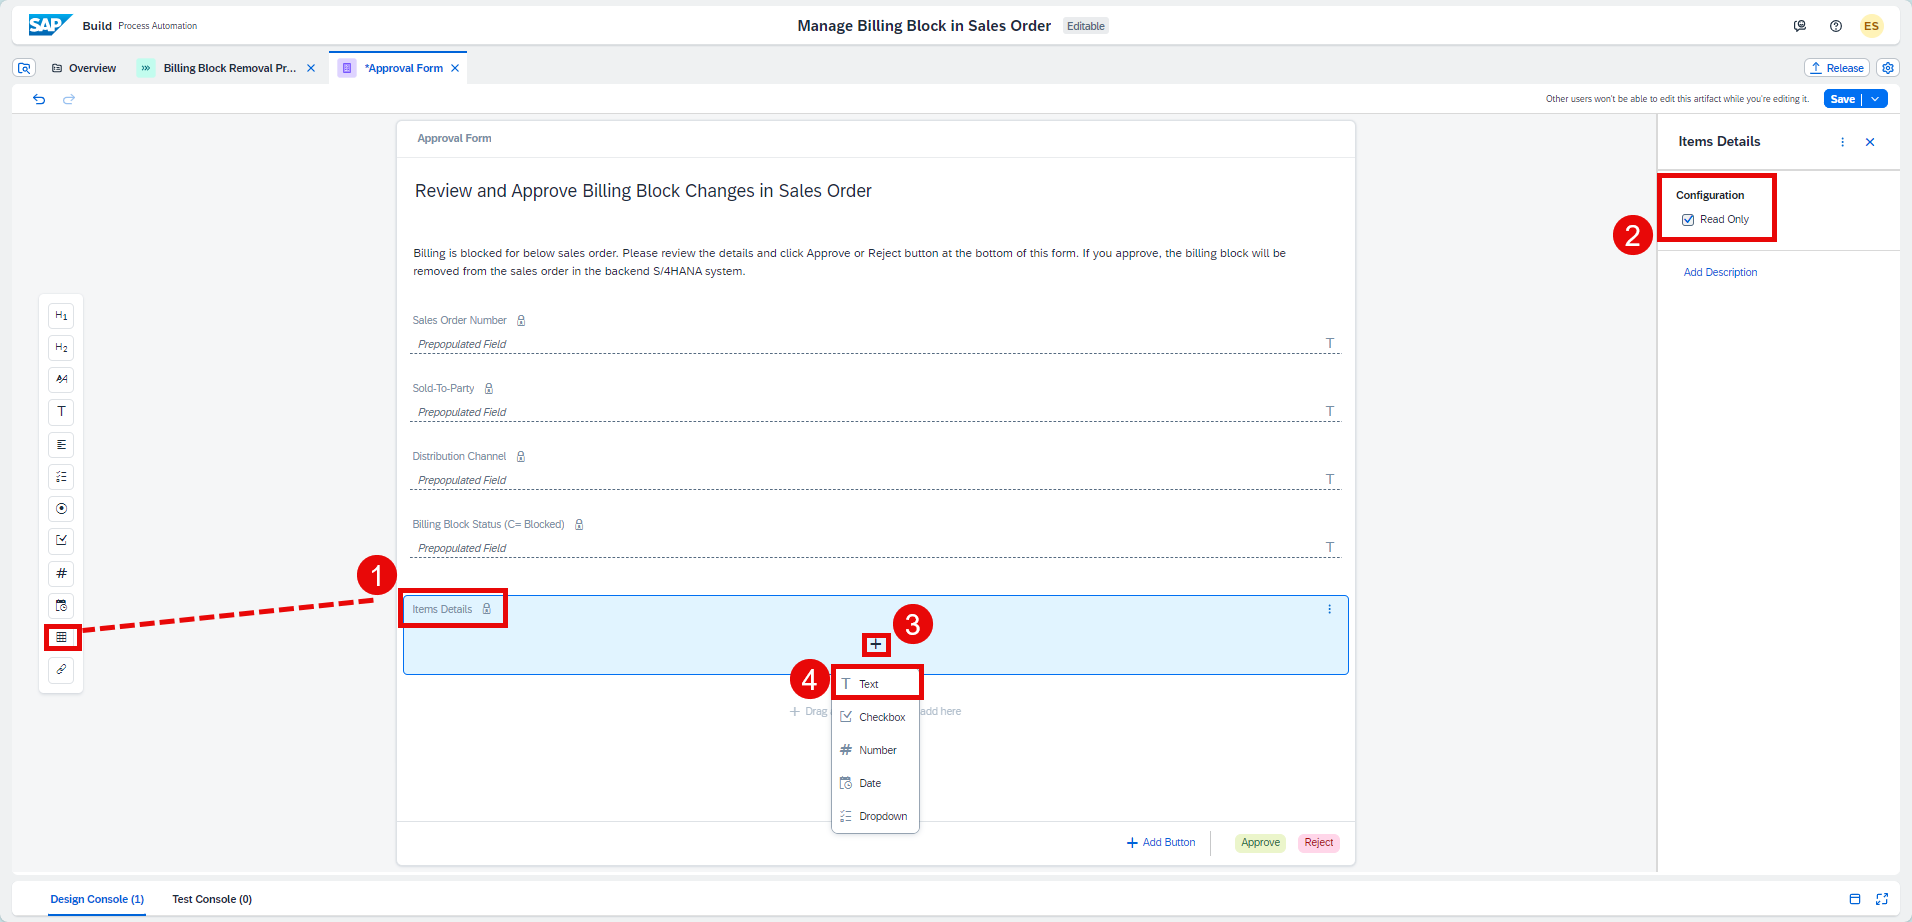 SAP Build Process Automation
Manage Billing Block in Sales Order Editable
ES
Overview
Billing Block Removal Pr...
*Approval Form
Release
Other users won't be able to edit this artifact while you're editing it.
Save
Approval Form
Review and Approve Billing Block Changes in Sales Order
Billing is blocked for below sales order. Please review the details and click Approve or Reject button at the bottom of this form. If you approve, the billing block will be
removed from the sales order in the backend S/4HANA system.
H1
H2
Sales Order Number
Prepopulated Field T
Sold-To-Party
Prepopulated Field T
Distribution Channel
Prepopulated Field T
Billing Block Status (C= Blocked)
Prepopulated Field T
1
Items Details
3
4
T Text
Drag
add here
Checkbox
# Number
Date
Dropdown
Add Button
Approve
Reject
Items Details
2
Configuration
Read Only
Add Description
Design Console (1)
Test Console (0)